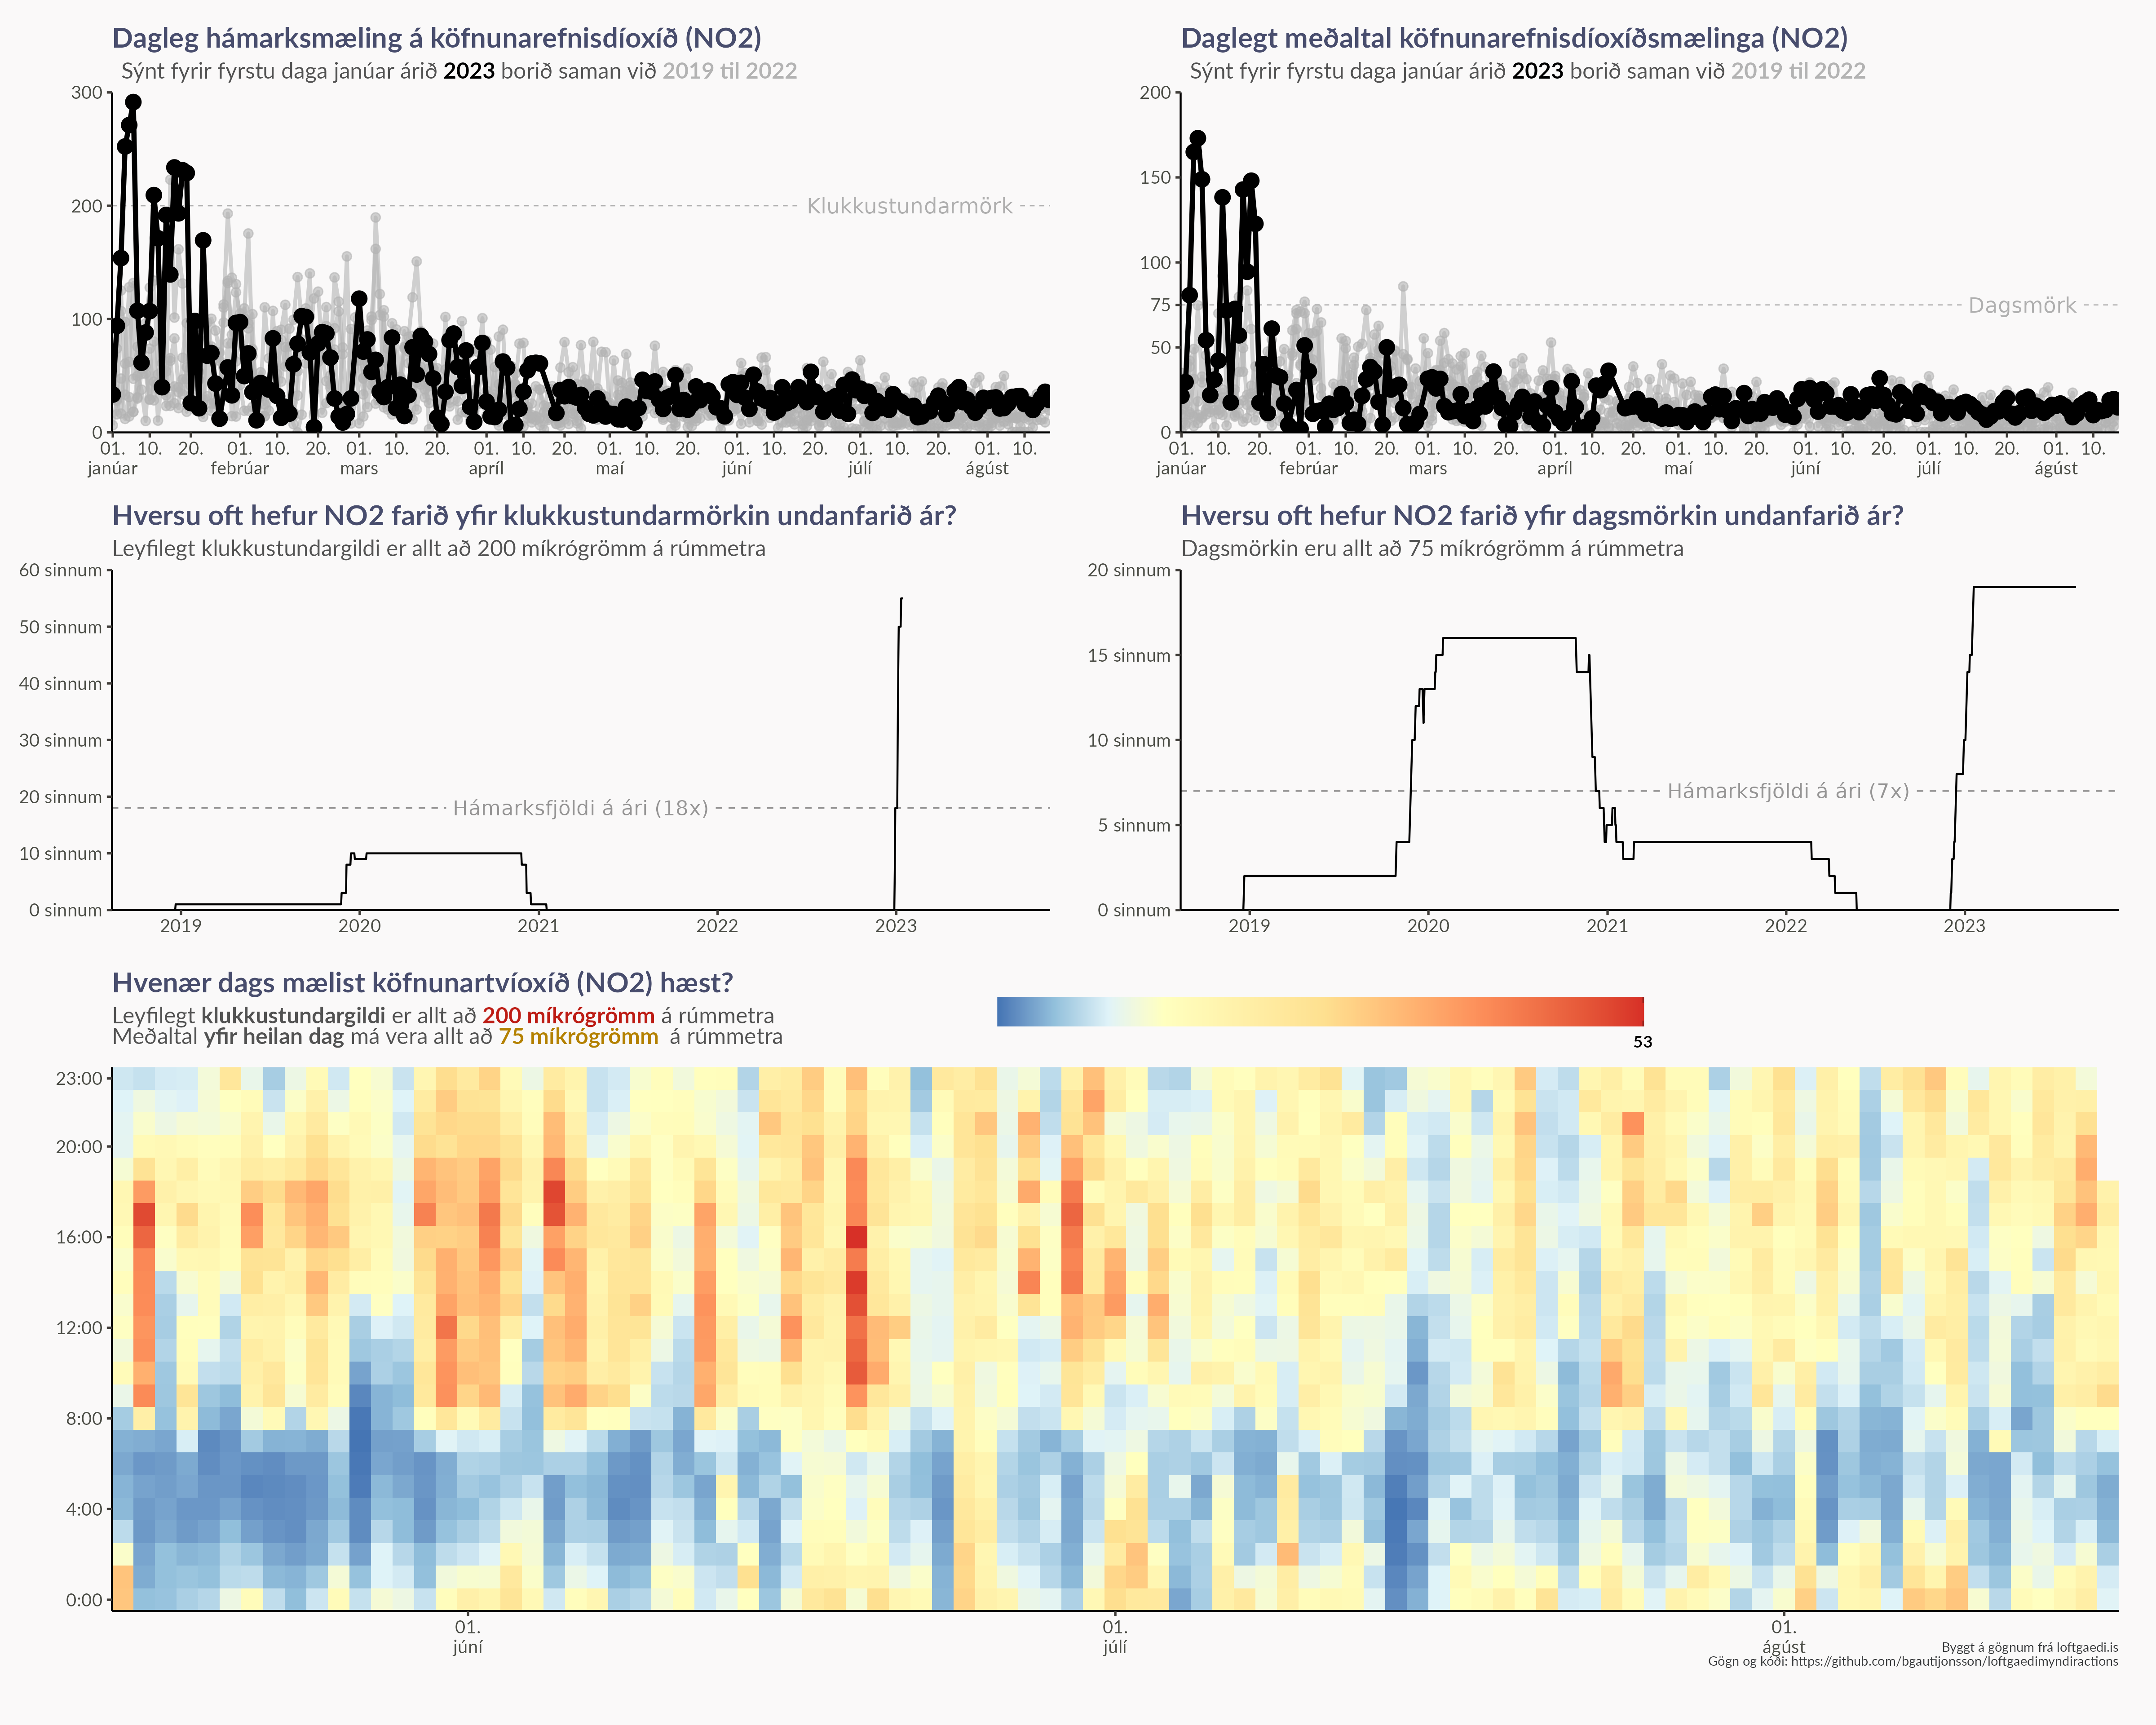 Dagleg hámarksmæling á köfnunarefnisdíoxíð (NO2)
Sýnt fyrir fyrstu daga janúar árið 2023 borið saman við 2019 til 2022
300
200
100
0
Klukkustundarmörk
01. 10. 20. 01. 10. 20. 01. 10. 20. 01. 10. 20. 01. 10. 20. 01. 10. 20. 01. 10. 20. 01. 10.
janúar febrúar mars apríl maí júní júlí ágúst
Daglegt meðaltal köfnunarefnisdíoxíðsmælinga (NO2)
Sýnt fyrir fyrstu daga janúar árið 2023 borið saman við 2019 til 2022
200
150
100
75
50
0
Dagsmörk
01. 10. 20. 01. 10. 20. 01. 10. 20. 01. 10. 20. 01. 10. 20. 01. 10. 20. 01. 10. 20. 01. 10.
janúar febrúar mars apríl maí júní júlí ágúst
Hversu oft hefur NO2 farið yfir klukkustundarmörkin undanfarið ár?
Leyfilegt klukkustundargildi er allt að 200 míkrógrömm á rúmmetra
60 sinnum
50 sinnum
40 sinnum
30 sinnum
20 sinnum
10 sinnum
0 sinnum
Hámarksfjöldi á ári (18x)
2019 2020 2021 2022 2023
Hversu oft hefur NO2 farið yfir dagsmörkin undanfarið ár?
Dagsmörkin eru allt að 75 míkrógrömm á rúmmetra
20 sinnum
15 sinnum
10 sinnum
5 sinnum
0 sinnum
Hámarksfjöldi á ári (7x)
2019 2020 2021 2022 2023
Hvenær dags mælist köfnunartvíoxíð (NO2) hæst?
Leyfilegt klukkustundargildi er allt að 200 míkrógrömm á rúmmetra
Meðaltal yfir heilan dag má vera allt að 75 míkrógrömm á rúmmetra
53
23:00
20:00
16:00
12:00
8:00
4:00
0:00
01. 01. 01.
júní júlí ágúst
Byggt á gögnum frá loftgaedi.is
Gögn og kóði: https://github.com/bgautijonsson/loftgaedimyndiractions